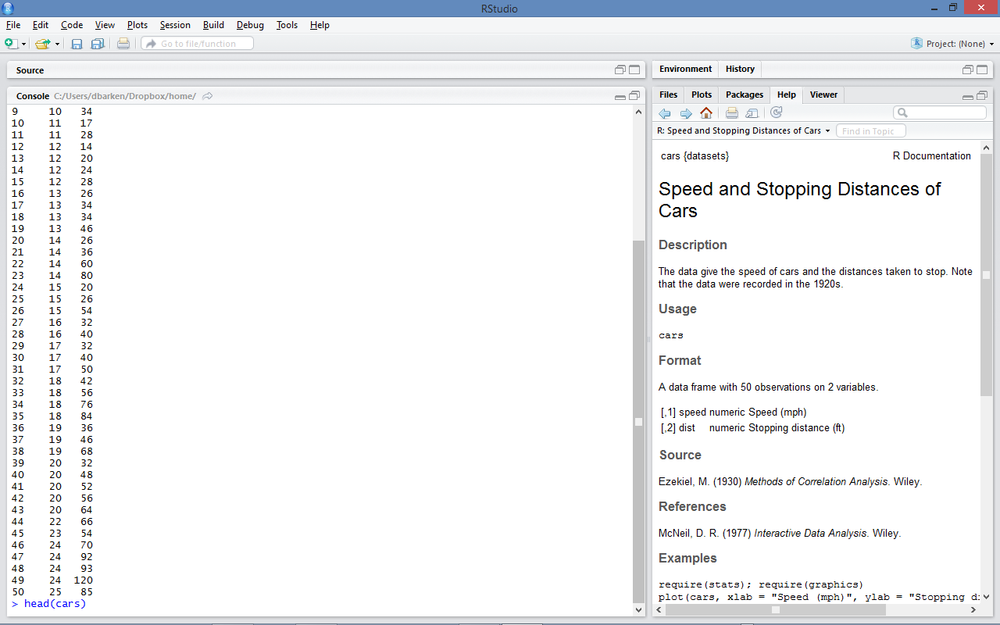 RStudio
File Edit Code View Plots Session Build Debug Tools Help
Go to file/function
Project: (None)
Source
Console C:/Users/dbarken/Dropbox/home/
9 10 34
10 11 17
11 11 28
12 12 14
13 12 20
14 12 24
15 12 28
16 13 26
17 13 34
18 13 34
19 13 46
20 14 26
21 14 36
22 14 60
23 14 80
24 15 20
25 15 26
26 15 54
27 16 32
28 16 40
29 17 32
30 17 40
31 17 50
32 18 42
33 18 56
34 18 76
35 18 84
36 19 36
37 19 46
38 19 68
39 20 32
40 20 48
41 20 52
42 20 56
43 20 64
44 22 66
45 23 54
46 24 70
47 24 92
48 24 93
49 24 120
50 25 85
> head(cars)
Environment History
Files Plots Packages Help Viewer
R: Speed and Stopping Distances of Cars Find in Topic
cars {datasets} R Documentation
Speed and Stopping Distances of
Cars
Description
The data give the speed of cars and the distances taken to stop. Note
that the data were recorded in the 1920s.
Usage
cars
Format
A data frame with 50 observations on 2 variables.
[,1] speed numeric Speed (mph)
[,2] dist numeric Stopping distance (ft)
Source
Ezekiel, M. (1930) Methods of Correlation Analysis. Wiley.
References
McNeil, D. R. (1977) Interactive Data Analysis. Wiley.
Examples
require(stats); require(graphics)
plot(cars, xlab = "Speed (mph)", ylab = "Stopping